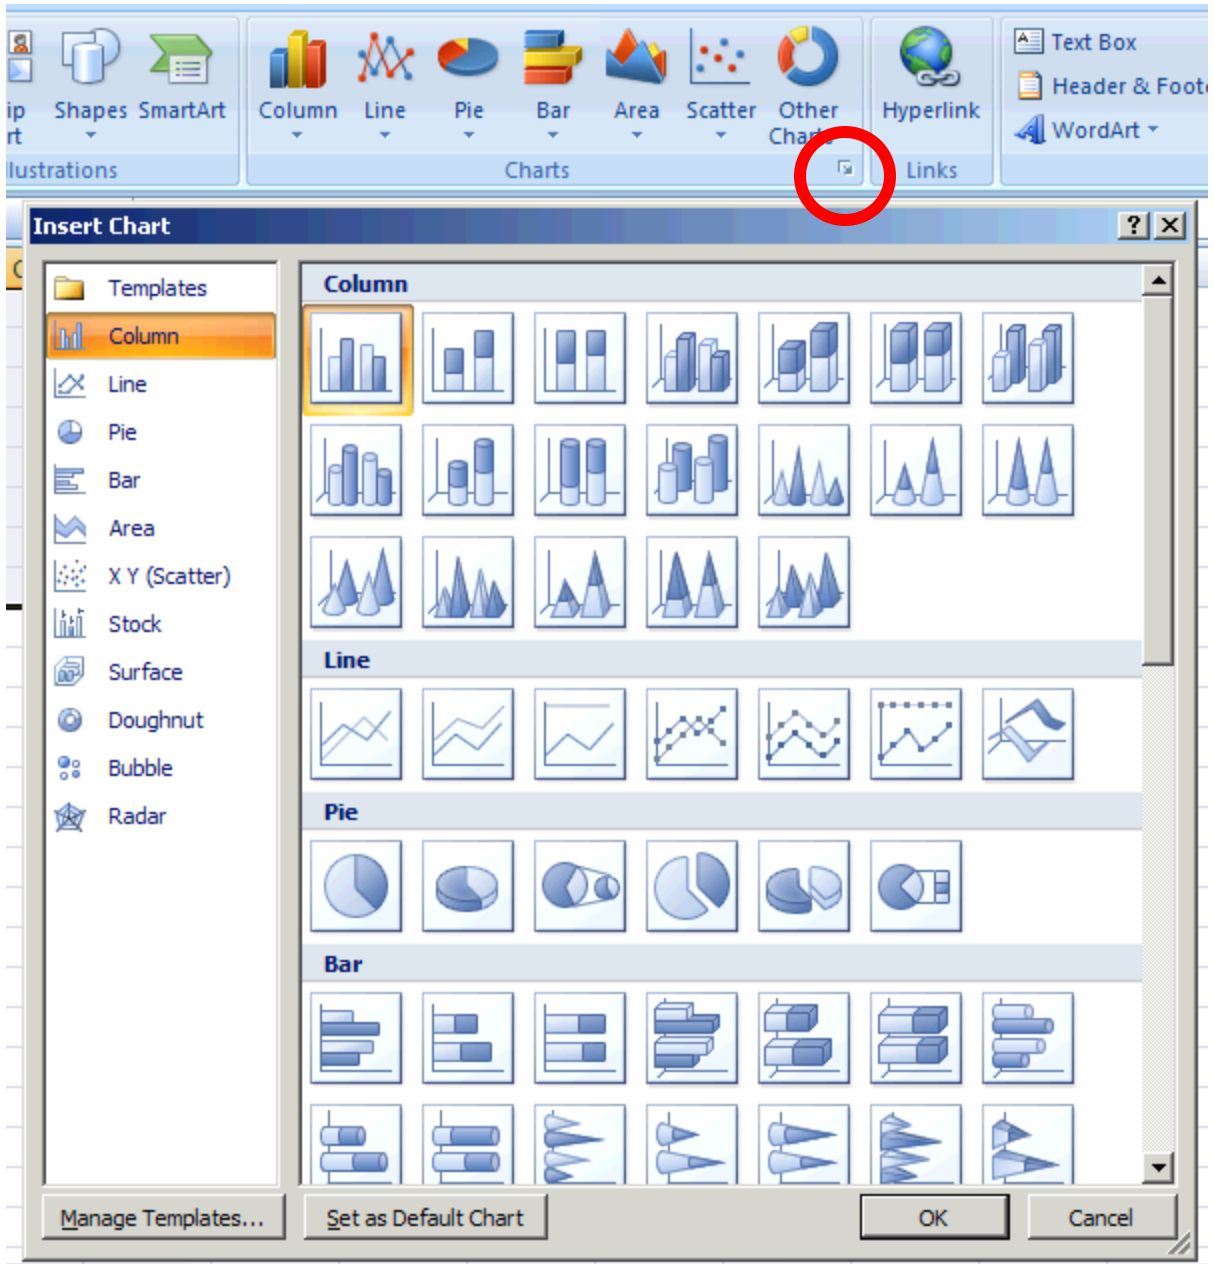 ip
rt
Shapes
SmartArt
Column
Line
Pie
Bar
Area
Scatter
Other
Charts
Hyperlink
Text Box
Header & Foote
WordArt
llustrations
Charts
Links
Insert Chart
Templates
Column
Line
Pie
Bar
Area
X Y (Scatter)
Stock
Surface
Doughnut
Bubble
Radar
Column
Line
Pie
Bar
Manage Templates...
Set as Default Chart
OK
Cancel